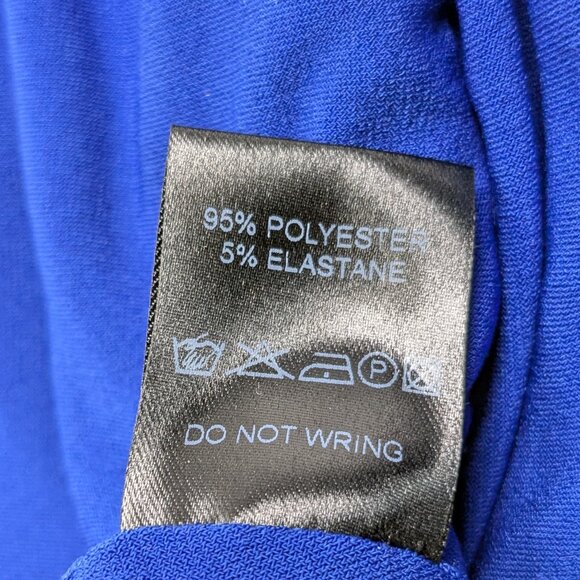 95% POLYESTER
5% ELASTANE
P
DO NOT WRING